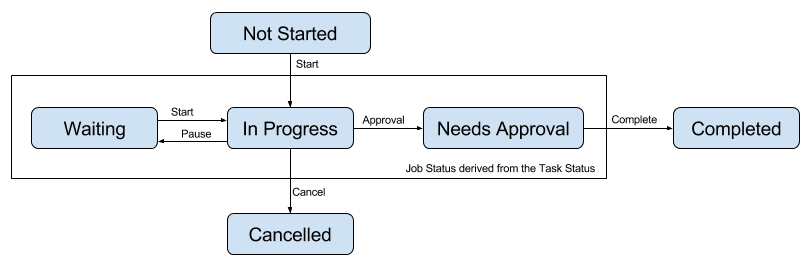 Not Started
Start
Waiting
Start
Pause
In Progress
Approval
Needs Approval
Complete
Completed
Job Status derived from the Task Status
Cancel
Cancelled